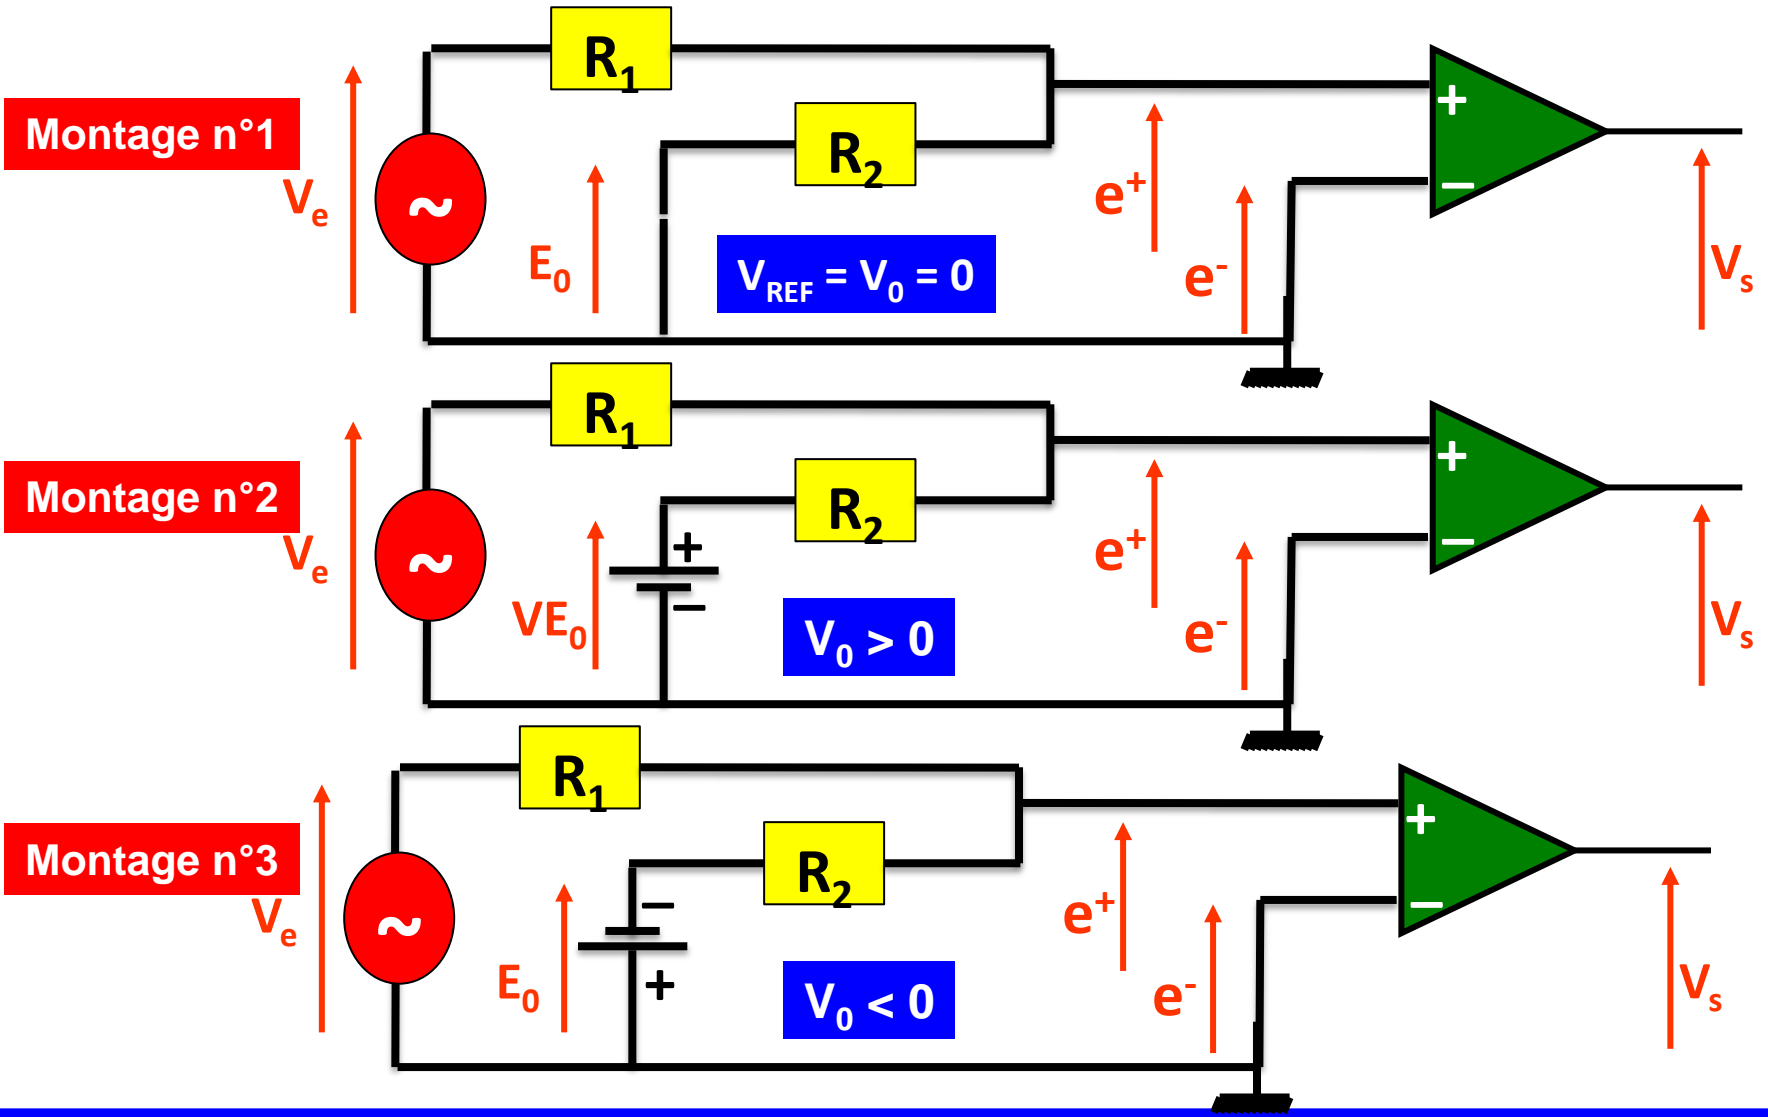 R1
Montage n°1
R2
+
Ve
~
e+
−
E0
VREF = V0 = 0
e-
Vs
R1
Montage n°2
R2
+
Ve
~
+
e+
−
VE0
−
V0 > 0
e-
Vs
R1
Montage n°3
R2
+
Ve
~
−
e+
−
E0
+
V0 < 0
e-
Vs